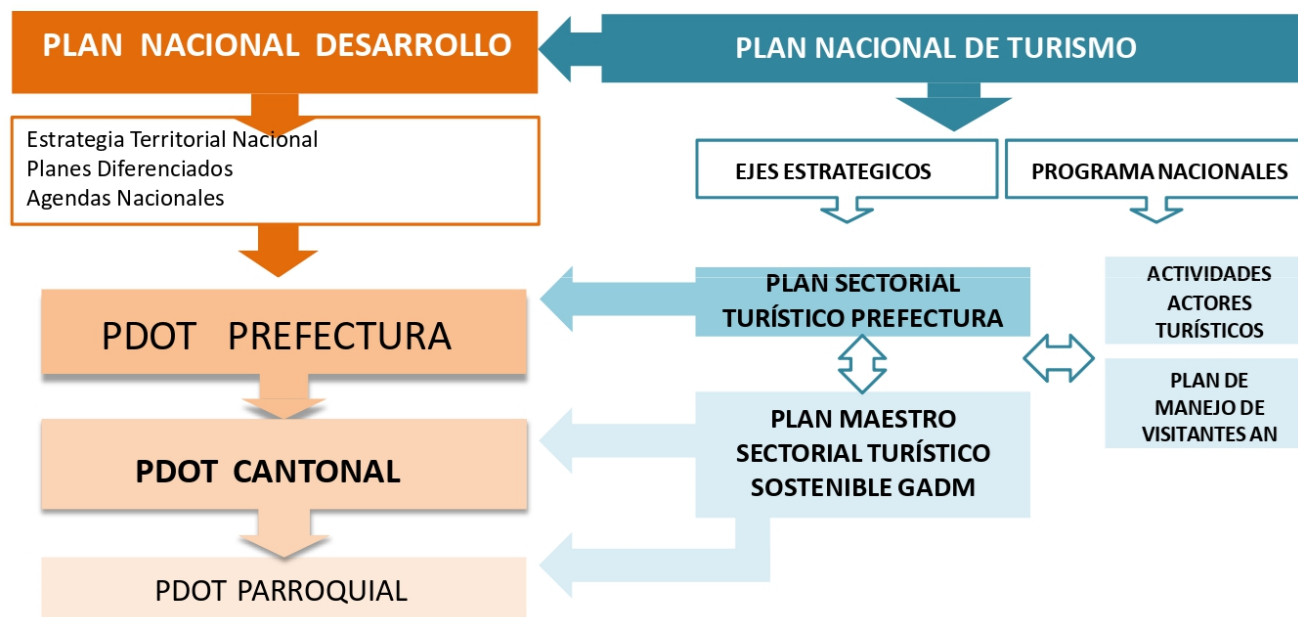 PLAN NACIONAL DESARROLLO
PLAN NACIONAL DE TURISMO
Estrategia Territorial Nacional
Planes Diferenciados
Agendas Nacionales
EJES ESTRATEGICOS
PROGRAMA NACIONALES
PDOT PREFECTURA
PLAN SECTORIAL
TURÍSTICO PREFECTURA
ACTIVIDADES
ACTORES
TURÍSTICOS
PLAN DE
MANEJO DE
VISITANTES AN
PDOT CANTONAL
PLAN MAESTRO
SECTORIAL TURÍSTICO
SOSTENIBLE GADM
PDOT PARROQUIAL